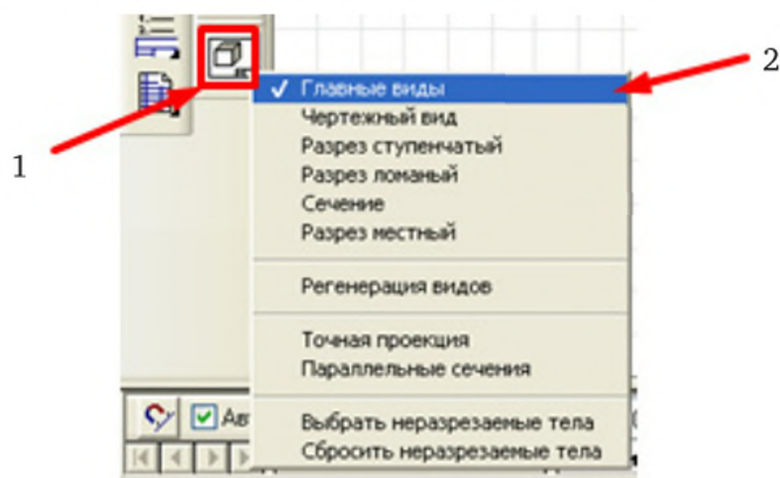 1
2
Главные виды
Чертежный вид
Разрез ступенчатый
Разрез ломаный
Сечение
Разрез местный
Регенерация видов
Точная проекция
Параллельные сечения
Ав
Выбрать неразрезаемые тела
Сбросить неразрезаемые тела